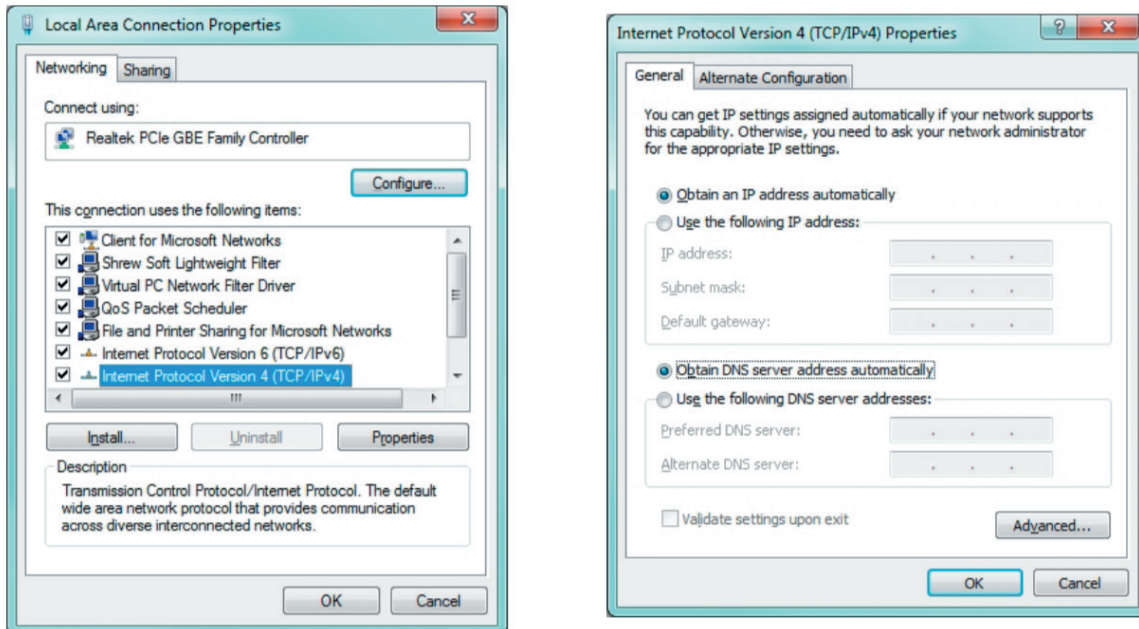 Local Area Connection Properties
Networking
Sharing
Connect using:
Realtek PCIe GBE Family Controller
Configure...
This connection uses the following items:
Client for Microsoft Networks
Shrew Soft Lightweight Filter
Virtual PC Network Filter Driver
QoS Packet Scheduler
File and Printer Sharing for Microsoft Networks
Internet Protocol Version 6 (TCP/IPv6)
Internet Protocol Version 4 (TCP/IPv4)
Install...
Uninstall
Properties
Description
Transmission Control Protocol/Internet Protocol. The default
wide area network protocol that provides communication
across diverse interconnected networks.
OK
Cancel
Internet Protocol Version 4 (TCP/IPv4) Properties
General
Alternate Configuration
You can get IP settings assigned automatically if your network supports
this capability. Otherwise, you need to ask your network administrator
for the appropriate IP settings.
Obtain an IP address automatically
Use the following IP address:
IP address:
Subnet mask:
Default gateway:
Obtain DNS server address automatically
Use the following DNS server addresses:
Preferred DNS server:
Alternate DNS server:
Validate settings upon exit
Advanced...
OK
Cancel